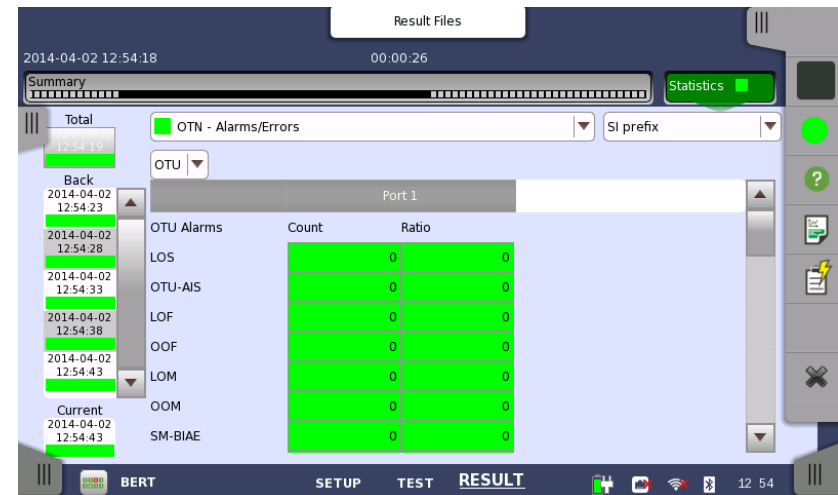 Result Files
2014-04-02 12:54:18
00:00:26
Summary
Statistics
Total
12:54:19
OTN - Alarms/Errors
SI prefix
OTU
Back
2014-04-02
12:54:23
2014-04-02
12:54:28
2014-04-02
12:54:33
2014-04-02
12:54:38
2014-04-02
12:54:43
Current
2014-04-02
12:54:43
Port 1
OTU Alarms Count Ratio
LOS 0 0
OTU-AIS 0 0
LOF 0 0
OOF 0 0
LOM 0 0
OOM 0 0
SM-BIAE 0 0
?
BERT SETUP TEST RESULT 12 54